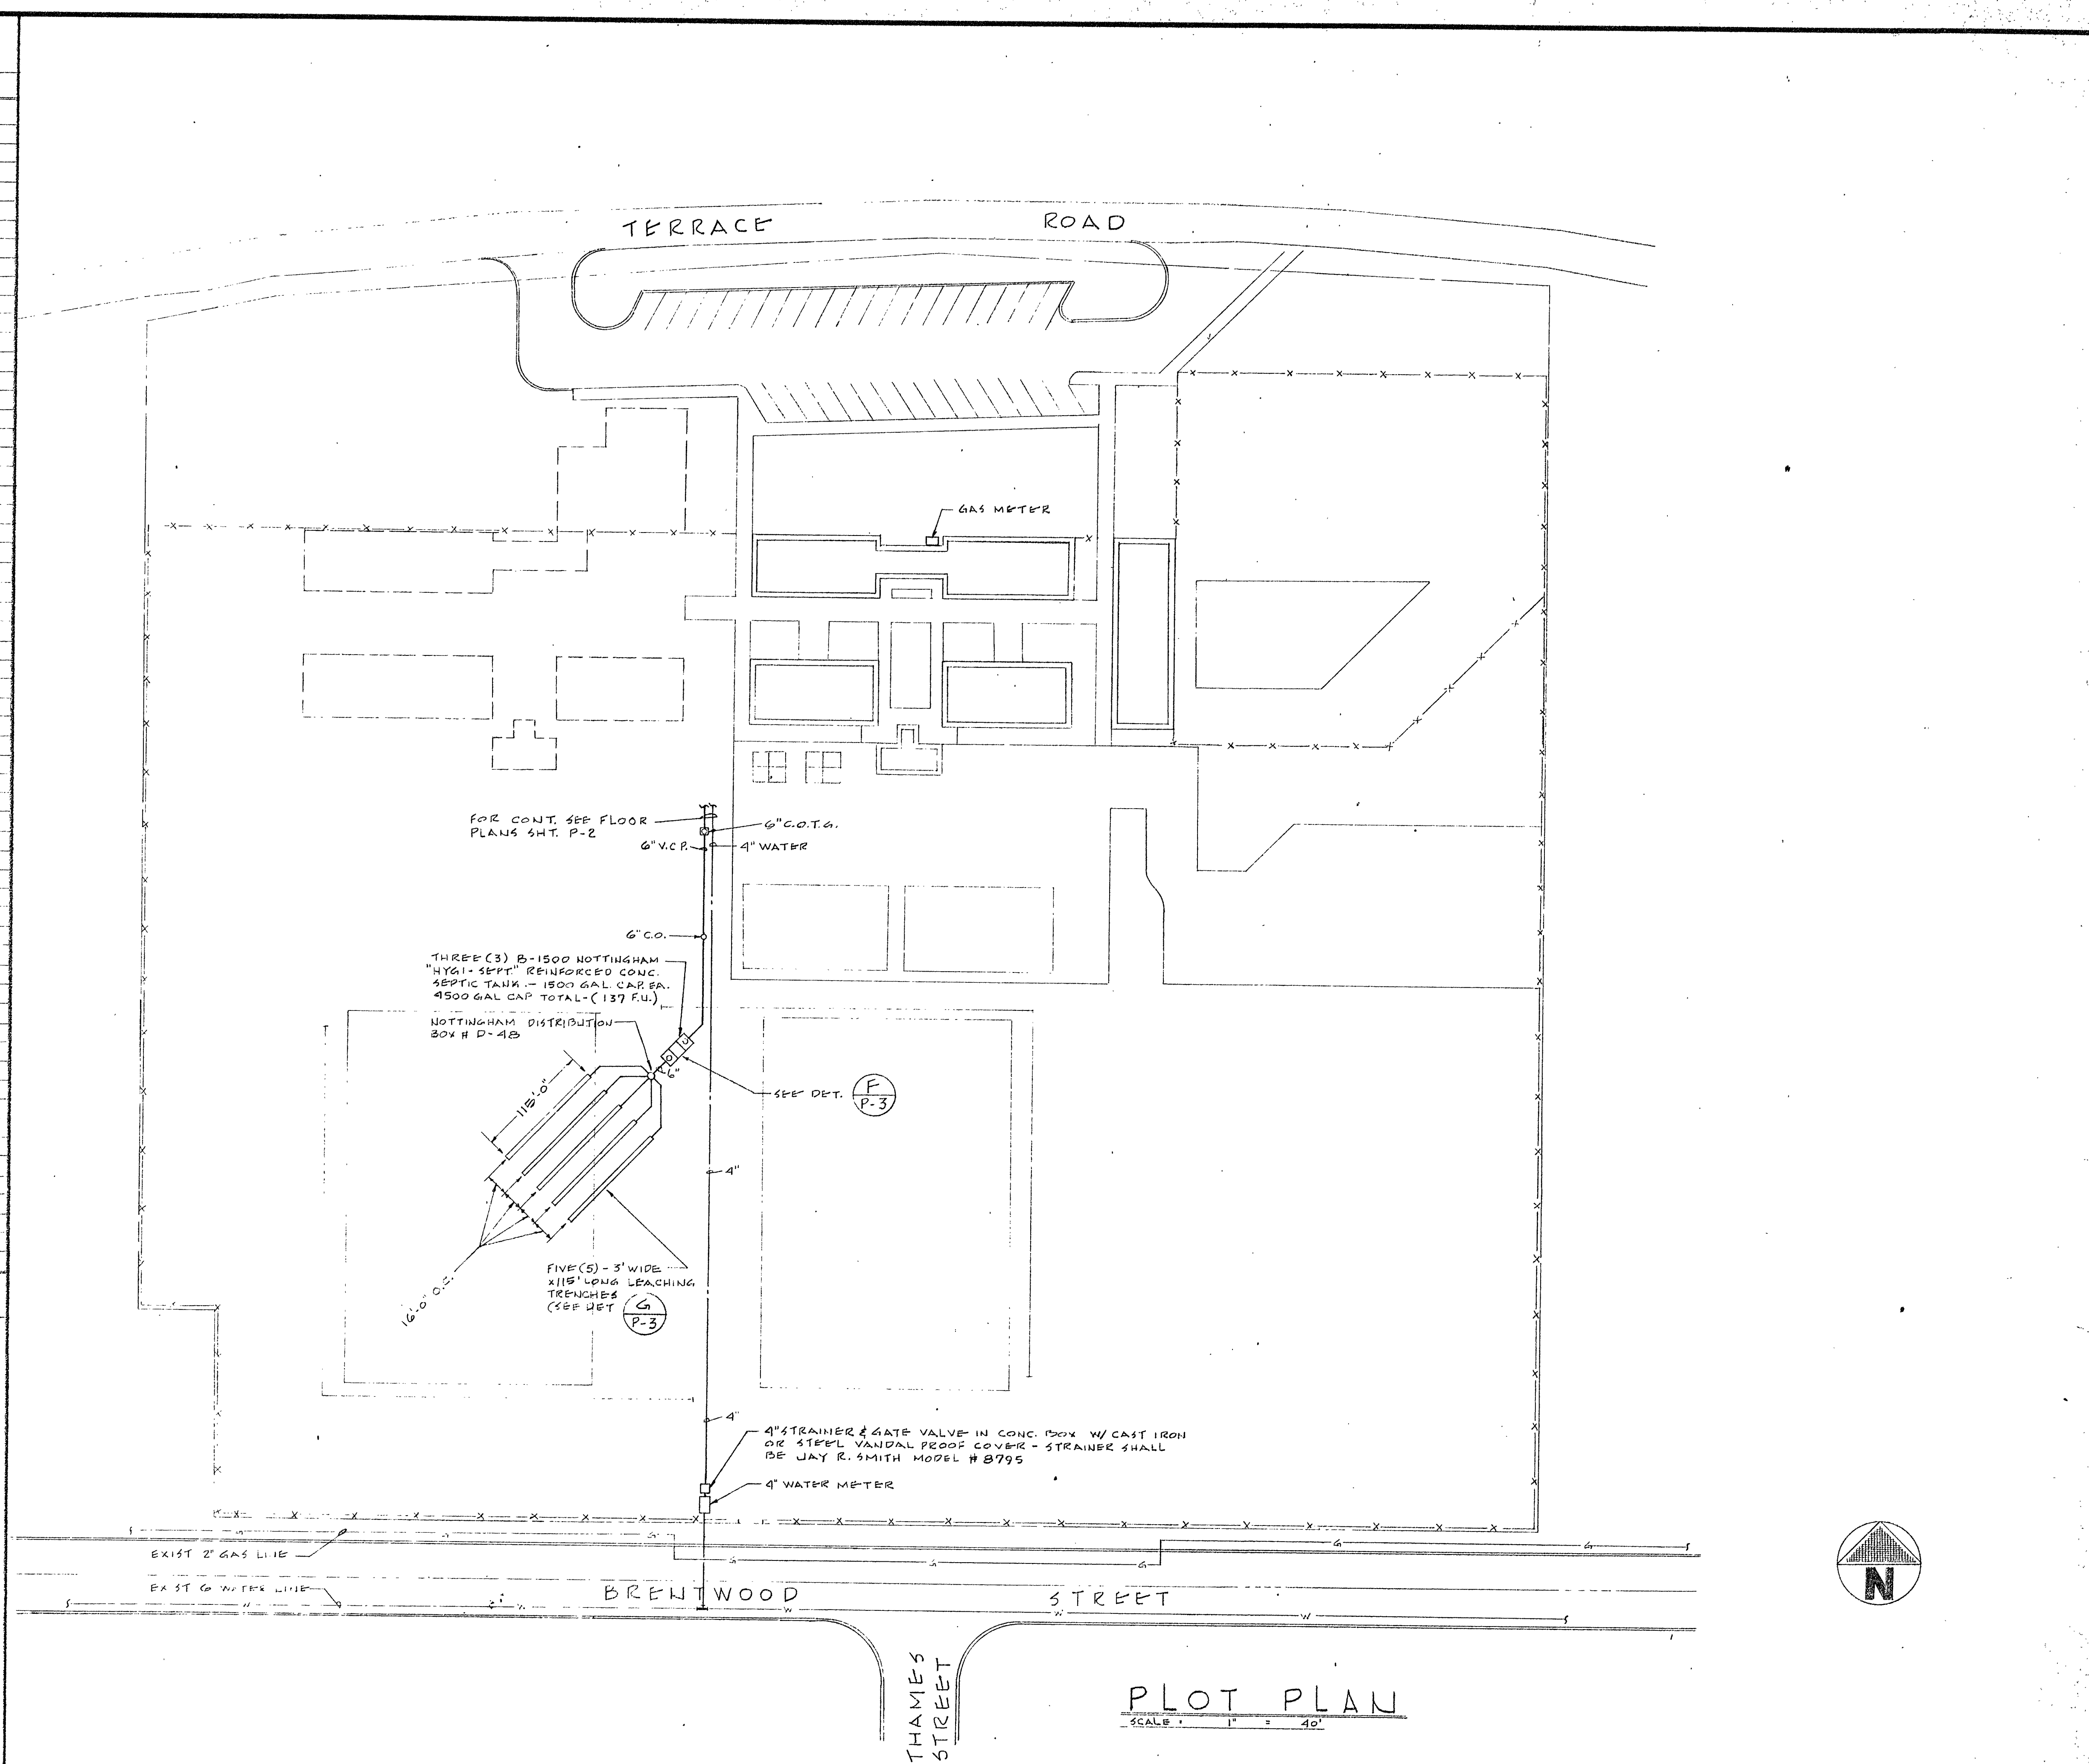 TERRACE ROAD
GAS METER
FOR CONT. SEE FLOOR
PLANS SHT. P-2
6" C.O.T.G.
6" V.C.P.
4" WATER
6" C.O.
THREE (3) B-1500 NOTTINGHAM
"HYGI-SEPT." REINFORCED CONC.
SEPTIC TANK - 1500 GAL. CAP. EA.
4500 GAL CAP TOTAL - (137 F.U.)
NOTTINGHAM DISTRIBUTION
BOX # D-48
6"
115'-0"
SEE DET.
F
P-3
4"
16'-0" O.C.
FIVE (5) - 3' WIDE
x 115' LONG LEACHING
TRENCHES
(SEE DET
G
P-3
4"
4" STRAINER & GATE VALVE IN CONC. BOX W/ CAST IRON
OR STEEL VANDAL PROOF COVER - STRAINER SHALL
BE JAY R. SMITH MODEL # 8795
4" WATER METER
EXIST 2" GAS LINE
EXIST 6 WATER LINE
BRENTWOOD STREET
THAMES
STREET
N
PLOT PLAN
SCALE : 1" = 40'